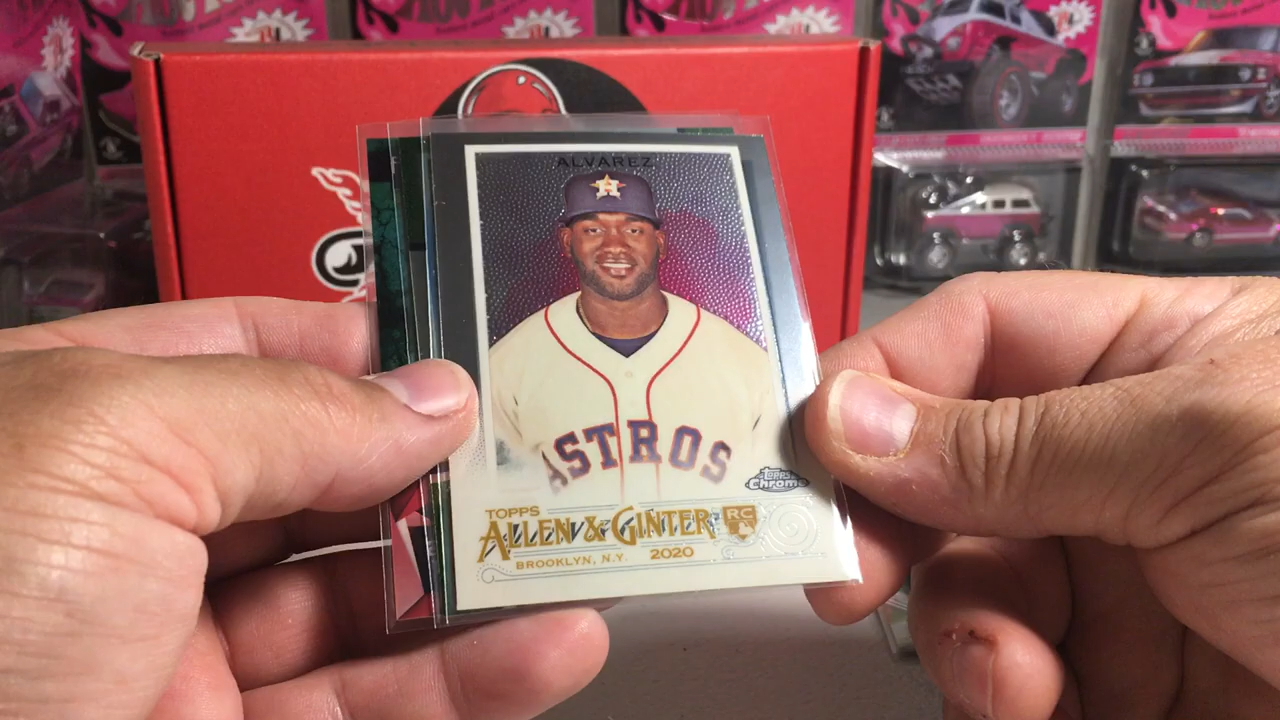 ALVAREZ
H
ASTROS
TOPPS
Chrome
TOPPS
ALLEN & GINTER RC
BROOKLYN, N.Y. 2020